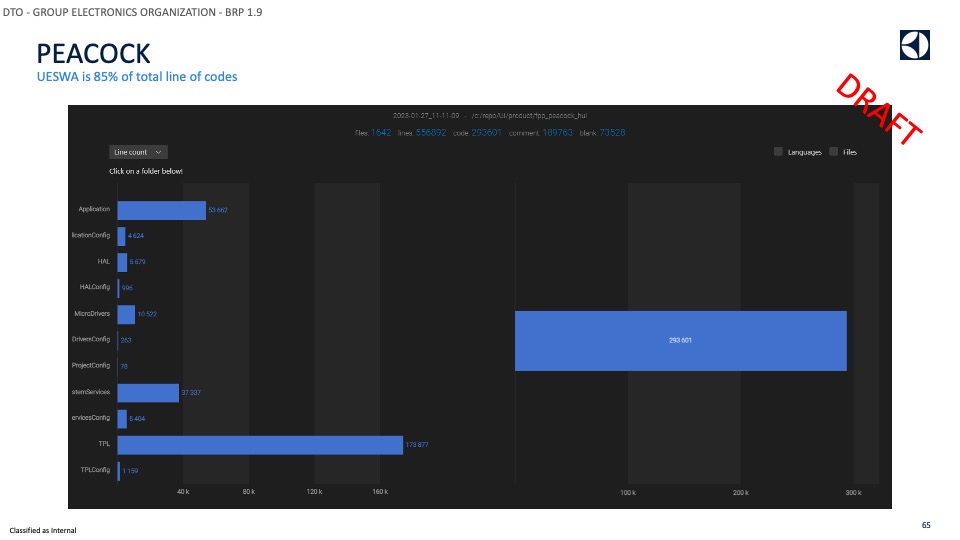 DTO - GROUP ELECTRONICS ORGANIZATION - BRP 1.9
PEACOCK
UESWA is 85% of total line of codes
DRAFT
2023-01-27_11-11-09 - /c:/repo/UI/product/fpp_peacock_hul
files: 1642 lines: 556892 code: 293601 comment: 189763 blank: 73528
Line count
Languages Files
Click on a folder below!
Application 53 662
licationConfig 4 624
HAL 5 679
HALConfig 996
MicroDrivers 10 522
DriversConfig 263
ProjectConfig 78
stemServices 37 337
ervicesConfig 5 404
TPL 173 877
TPLConfig 1 159
293 601
40 k 80 k 120 k 160 k
100 k 200 k 300 k
Classified as Internal
65